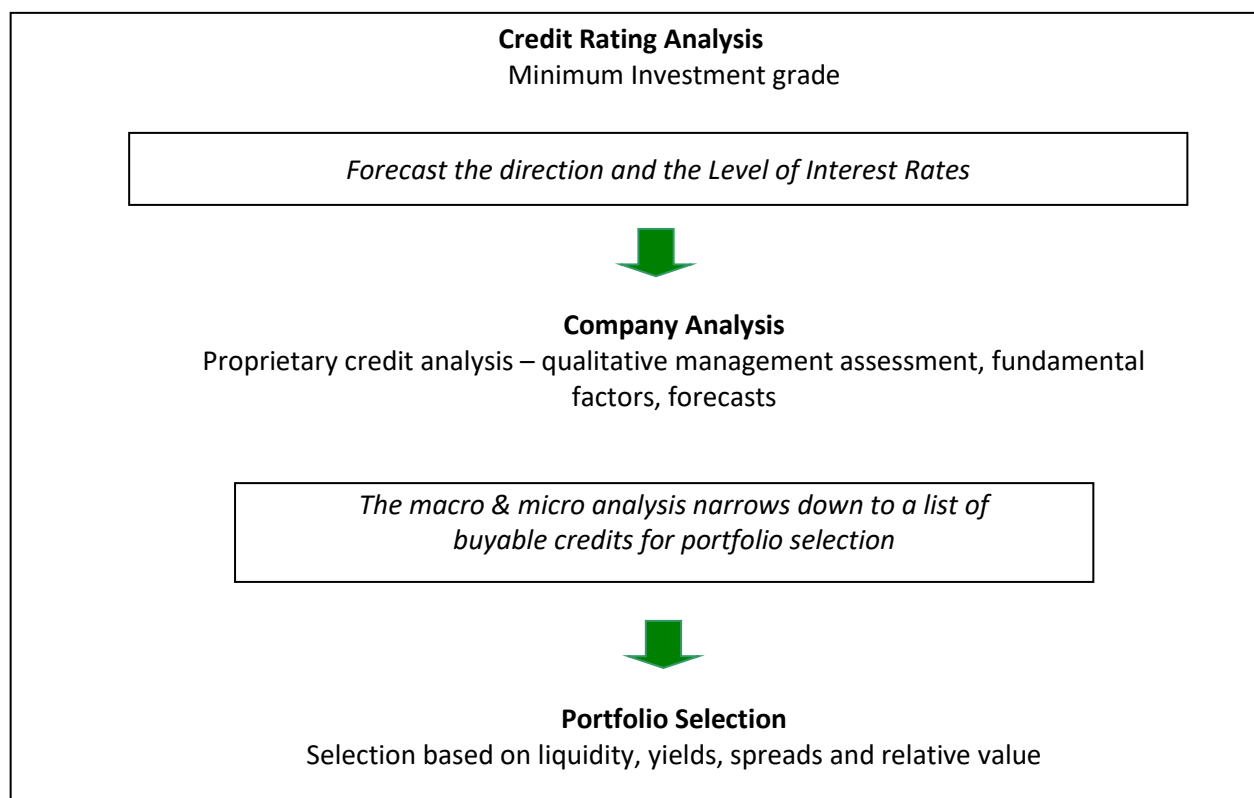 Credit Rating Analysis
Minimum Investment grade
Forecast the direction and the Level of Interest Rates
Company Analysis
Proprietary credit analysis – qualitative management assessment, fundamental
factors, forecasts
The macro & micro analysis narrows down to a list of
buyable credits for portfolio selection
Portfolio Selection
Selection based on liquidity, yields, spreads and relative value